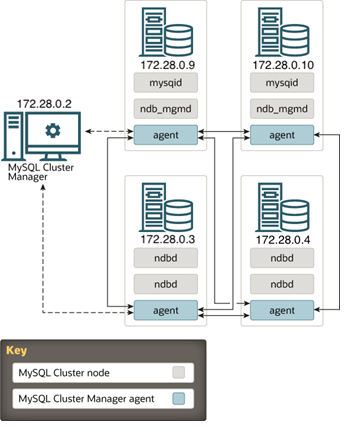 172.28.0.9
mysqid
ndb_mgmd
agent
172.28.0.10
mysqid
ndb_mgmd
agent
172.28.0.2
MySQL Cluster
Manager
172.28.0.3
ndbd
ndbd
agent
172.28.0.4
ndbd
ndbd
agent
Key
MySQL Cluster node
MySQL Cluster Manager agent